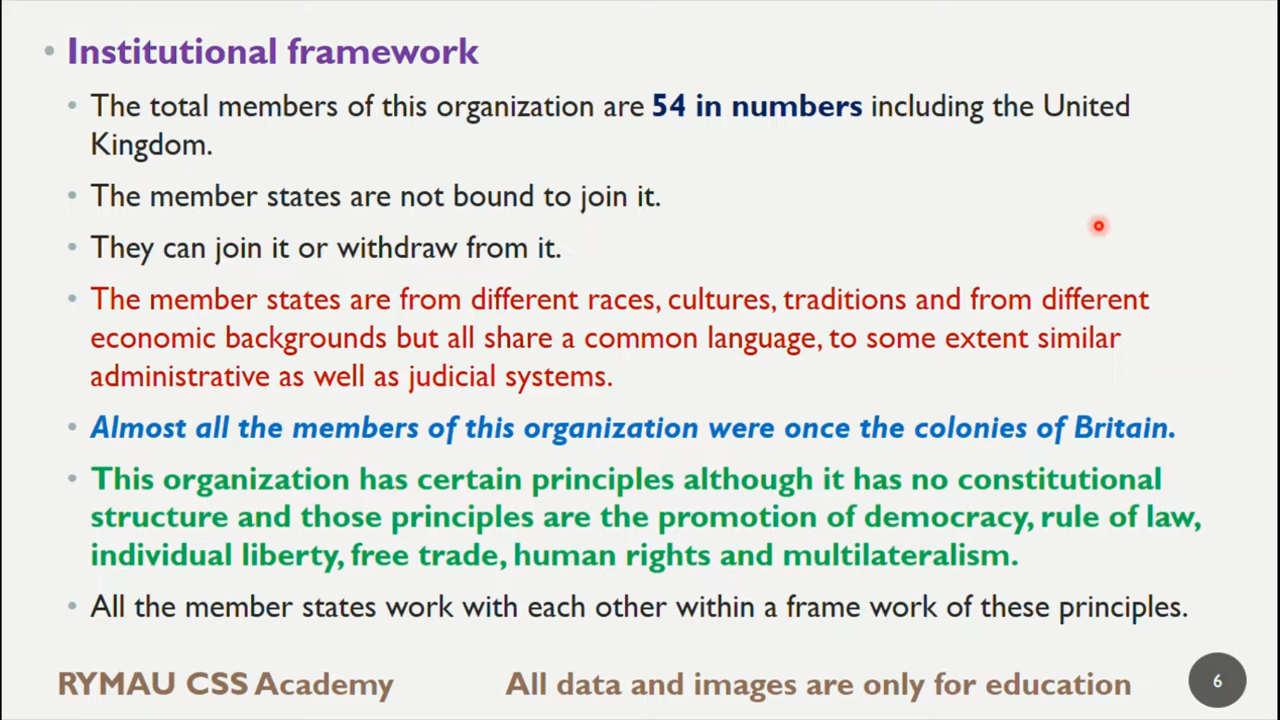 Institutional framework
The total members of this organization are 54 in numbers including the United
Kingdom.
The member states are not bound to join it.
They can join it or withdraw from it.
The member states are from different races, cultures, traditions and from different
economic backgrounds but all share a common language, to some extent similar
administrative as well as judicial systems.
Almost all the members of this organization were once the colonies of Britain.
This organization has certain principles although it has no constitutional
structure and those principles are the promotion of democracy, rule of law,
individual liberty, free trade, human rights and multilateralism.
All the member states work with each other within a frame work of these principles.
RYMAU CSS Academy
All data and images are only for education
6